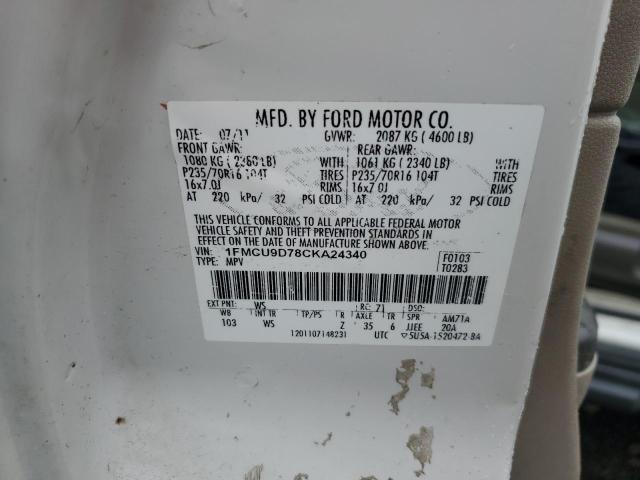 MFD. BY FORD MOTOR CO.
DATE: 07/11 GVWR: 2087 KG ( 4600 LB)
FRONT GAWR: REAR GAWR:
1080 KG ( 2380 LB) WITH 1061 KG ( 2340 LB) WITH
P235/70R16 104T TIRES P235/70R16 104T TIRES
16x7.0J RIMS 16x7.0J RIMS
AT 220 kPa/ 32 PSI COLD AT 220 kPa/ 32 PSI COLD
THIS VEHICLE CONFORMS TO ALL APPLICABLE FEDERAL MOTOR
VEHICLE SAFETY AND THEFT PREVENTION STANDARDS IN
EFFECT ON THE DATE OF MANUFACTURE SHOWN ABOVE.
VIN: 1FMCU9D78CKA24340 F0103
TYPE: MPV T0283
EXT PNT: WS RC: 71 DSO:
WB INT TR TP/PS R AXLE TR SPR AM71A
103 WS Z 35 6 JJEE 20A
1201107148231 UTC 5U5A-1520472-BA